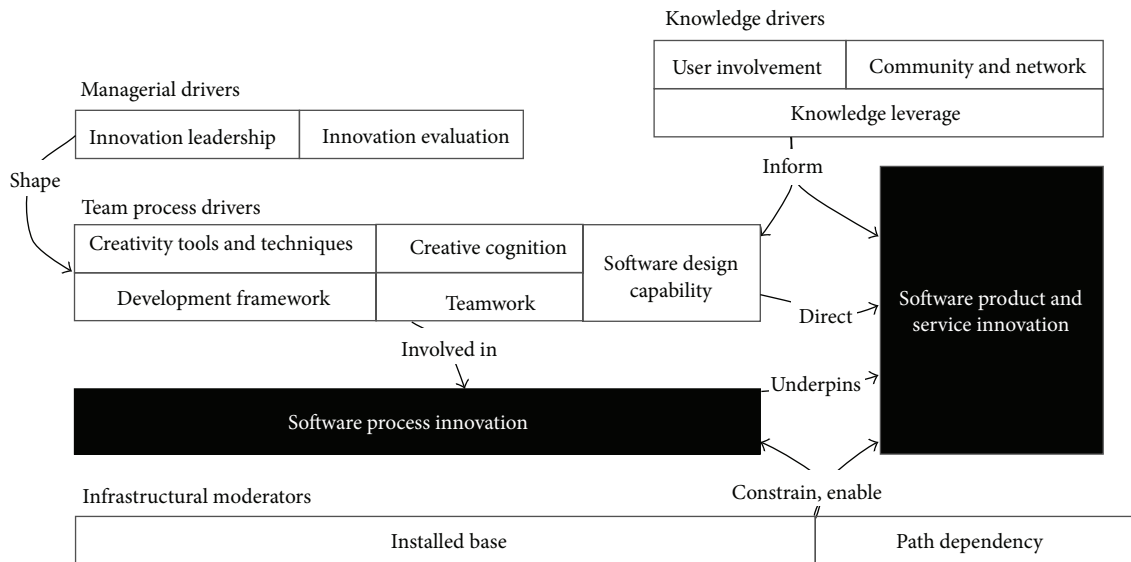 Knowledge drivers
User involvement
Community and network
Knowledge leverage
Managerial drivers
Innovation leadership
Innovation evaluation
Shape
Inform
Team process drivers
Creativity tools and techniques
Creative cognition
Software design
capability
Development framework
Teamwork
Software product and
service innovation
Direct
Involved in
Underpins
Software process innovation
Constrain, enable
Infrastructural moderators
Installed base
Path dependency